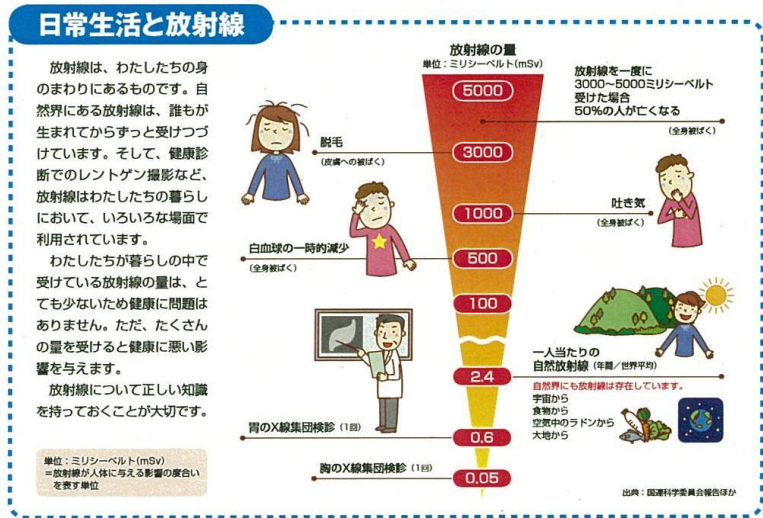 日常生活と放射線
放射線は、わたしたちの身
のまわりにあるものです。自
然界にある放射線は、誰もが
生まれてからずっと受けつづ
けています。そして、健康診
断でのレントゲン撮影など、
放射線はわたしたちの暮らし
において、いろいろな場面で
利用されています。
わたしたちが暮らしの中で
受けている放射線の量は、と
ても少ないため健康に問題は
ありません。ただ、たくさん
の量を受けると健康に悪い影
響を与えます。
放射線について正しい知識
を持っておくことが大切です。
単位：ミリシーベルト(mSv)
＝放射線が人体に与える影響の度合い
を表す単位
放射線の量
単位：ミリシーベルト(mSv)
5000
放射線を一度に
3000〜5000ミリシーベルト
受けた場合
50%の人が亡くなる
(全身被ばく)
脱毛
(皮膚への被ばく)
3000
1000
吐き気
(全身被ばく)
白血球の一時的減少
(全身被ばく)
500
100
一人当たりの
自然放射線 (年間／世界平均)
2.4
自然界にも放射線は存在しています。
宇宙から
食物から
空気中のラドンから
大地から
胃のX線集団検診 (1回)
0.6
胸のX線集団検診 (1回)
0.05
出典：国連科学委員会報告ほか